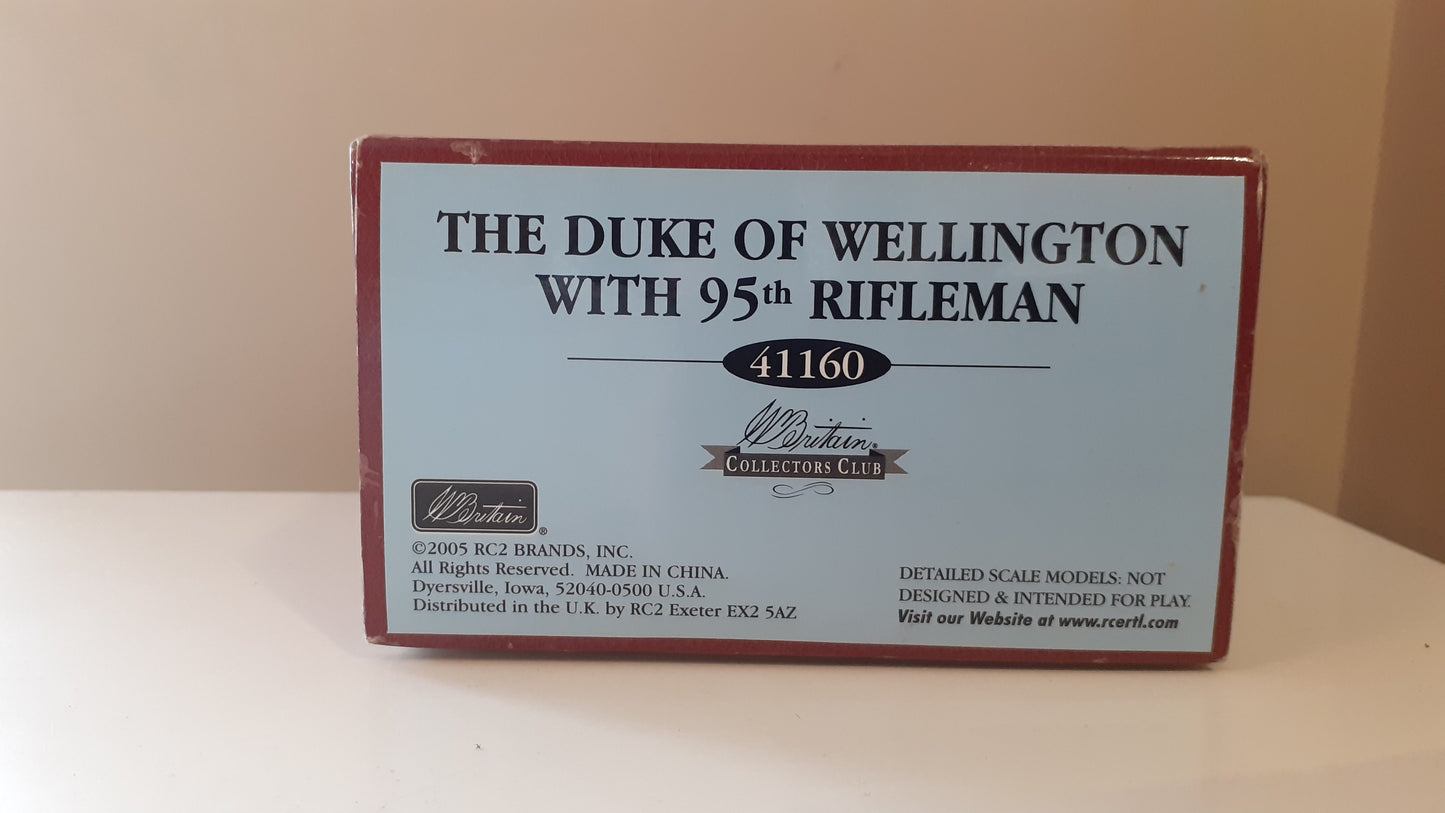 THE DUKE OF WELLINGTON
WITH 95th RIFLEMAN
41160
WBritain®
COLLECTORS CLUB
WBritain®
©2005 RC2 BRANDS, INC.
All Rights Reserved. MADE IN CHINA.
Dyersville, Iowa, 52040-0500 U.S.A.
Distributed in the U.K. by RC2 Exeter EX2 5AZ
DETAILED SCALE MODELS: NOT
DESIGNED & INTENDED FOR PLAY.
Visit our Website at www.rcertl.com